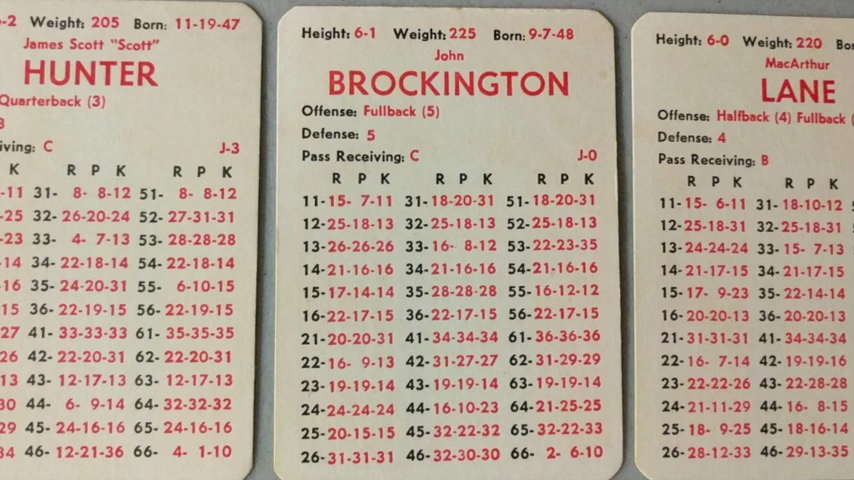 -2 Weight: 205 Born: 11-19-47
James Scott "Scott"
HUNTER
Quarterback (3)
3
iving: C J-3
K R P K R P K
-11 31- 8- 8-12 51- 8- 8-12
-25 32- 26-20-24 52- 27-31-31
-23 33- 4- 7-13 53- 28-28-28
-14 34- 22-18-14 54- 22-18-14
-16 35- 24-20-31 55- 6-10-15
15 36- 22-19-15 56- 22-19-15
27 41- 33-33-33 61- 35-35-35
26 42- 22-20-31 62- 22-20-31
13 43- 12-17-13 63- 12-17-13
30 44- 6- 9-14 64- 32-32-32
29 45- 24-16-16 65- 24-16-16
34 46- 12-21-36 66- 4- 1-10
Height: 6-1 Weight: 225 Born: 9-7-48
John
BROCKINGTON
Offense: Fullback (5)
Defense: 5
Pass Receiving: C J-0
R P K R P K R P K
11- 15- 7-11 31- 18-20-31 51- 18-20-31
12- 25-18-13 32- 25-18-13 52- 25-18-13
13- 26-26-26 33- 16- 8-12 53- 22-23-35
14- 21-16-16 34- 21-16-16 54- 21-16-16
15- 17-14-14 35- 28-28-28 55- 16-12-12
16- 22-17-15 36- 22-17-15 56- 22-17-15
21- 20-20-31 41- 34-34-34 61- 36-36-36
22- 16- 9-13 42- 31-27-27 62- 31-29-29
23- 19-19-14 43- 19-19-14 63- 19-19-14
24- 24-24-24 44- 16-10-23 64- 21-25-25
25- 20-15-15 45- 32-22-32 65- 32-22-33
26- 31-31-31 46- 32-30-30 66- 2- 6-10
Height: 6-0 Weight: 220 Bor
MacArthur
LANE
Offense: Halfback (4) Fullback (
Defense: 4
Pass Receiving: B
R P K R P K
11- 15- 6-11 31- 18-10-12
12- 25-18-31 32- 25-18-31
13- 24-24-24 33- 15- 7-13
14- 21-17-15 34- 21-17-15
15- 17- 9-23 35- 22-14-14
16- 20-20-13 36- 20-20-13
21- 31-31-31 41- 34-34-34
22- 16- 7-14 42- 19-19-16
23- 22-22-26 43- 22-28-28
24- 21-11-29 44- 16- 8-15
25- 18- 9-25 45- 18-16-14
26- 28-12-33 46- 29-13-35